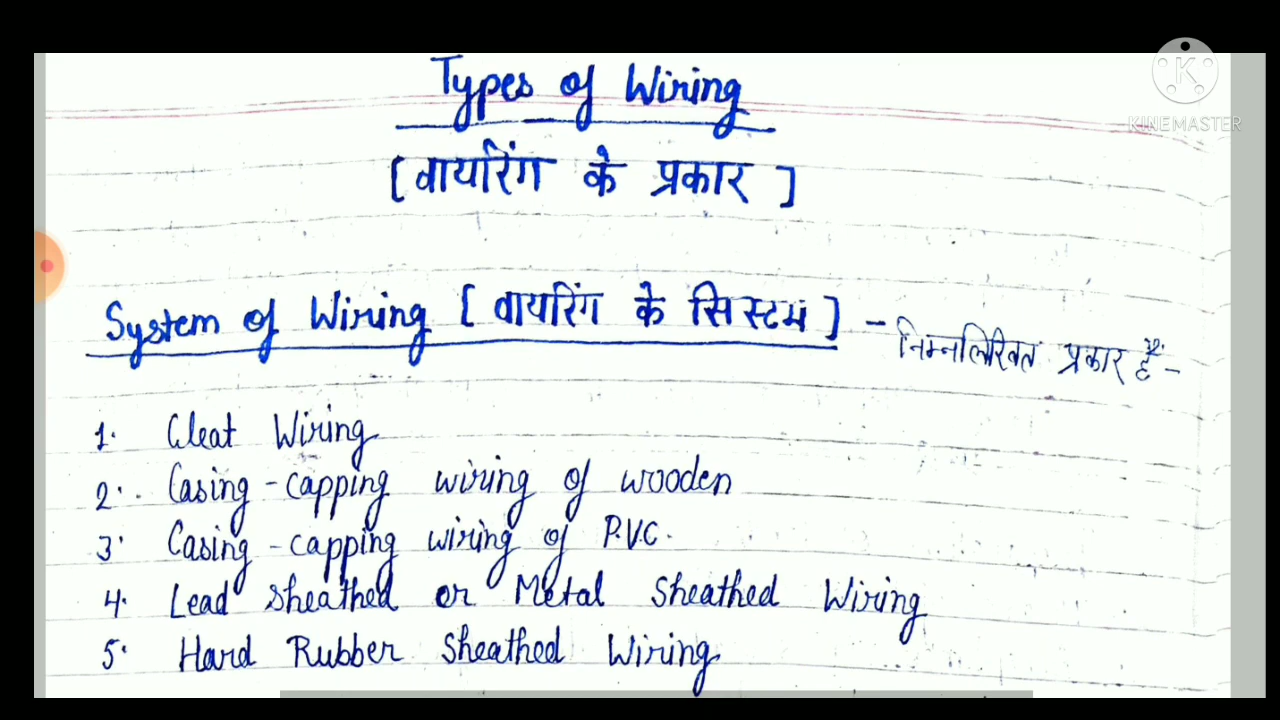 Types of Wiring
[वायरिंग के प्रकार]
System of Wiring [वायरिंग के सिस्टम] - निम्नलिखित प्रकार हैं -
1. Cleat Wiring
2. Casing-capping wiring of wooden
3. Casing-capping wiring of P.V.C.
4. Lead sheathed or Metal sheathed Wiring
5. Hard Rubber sheathed Wiring
K
KINEMASTER